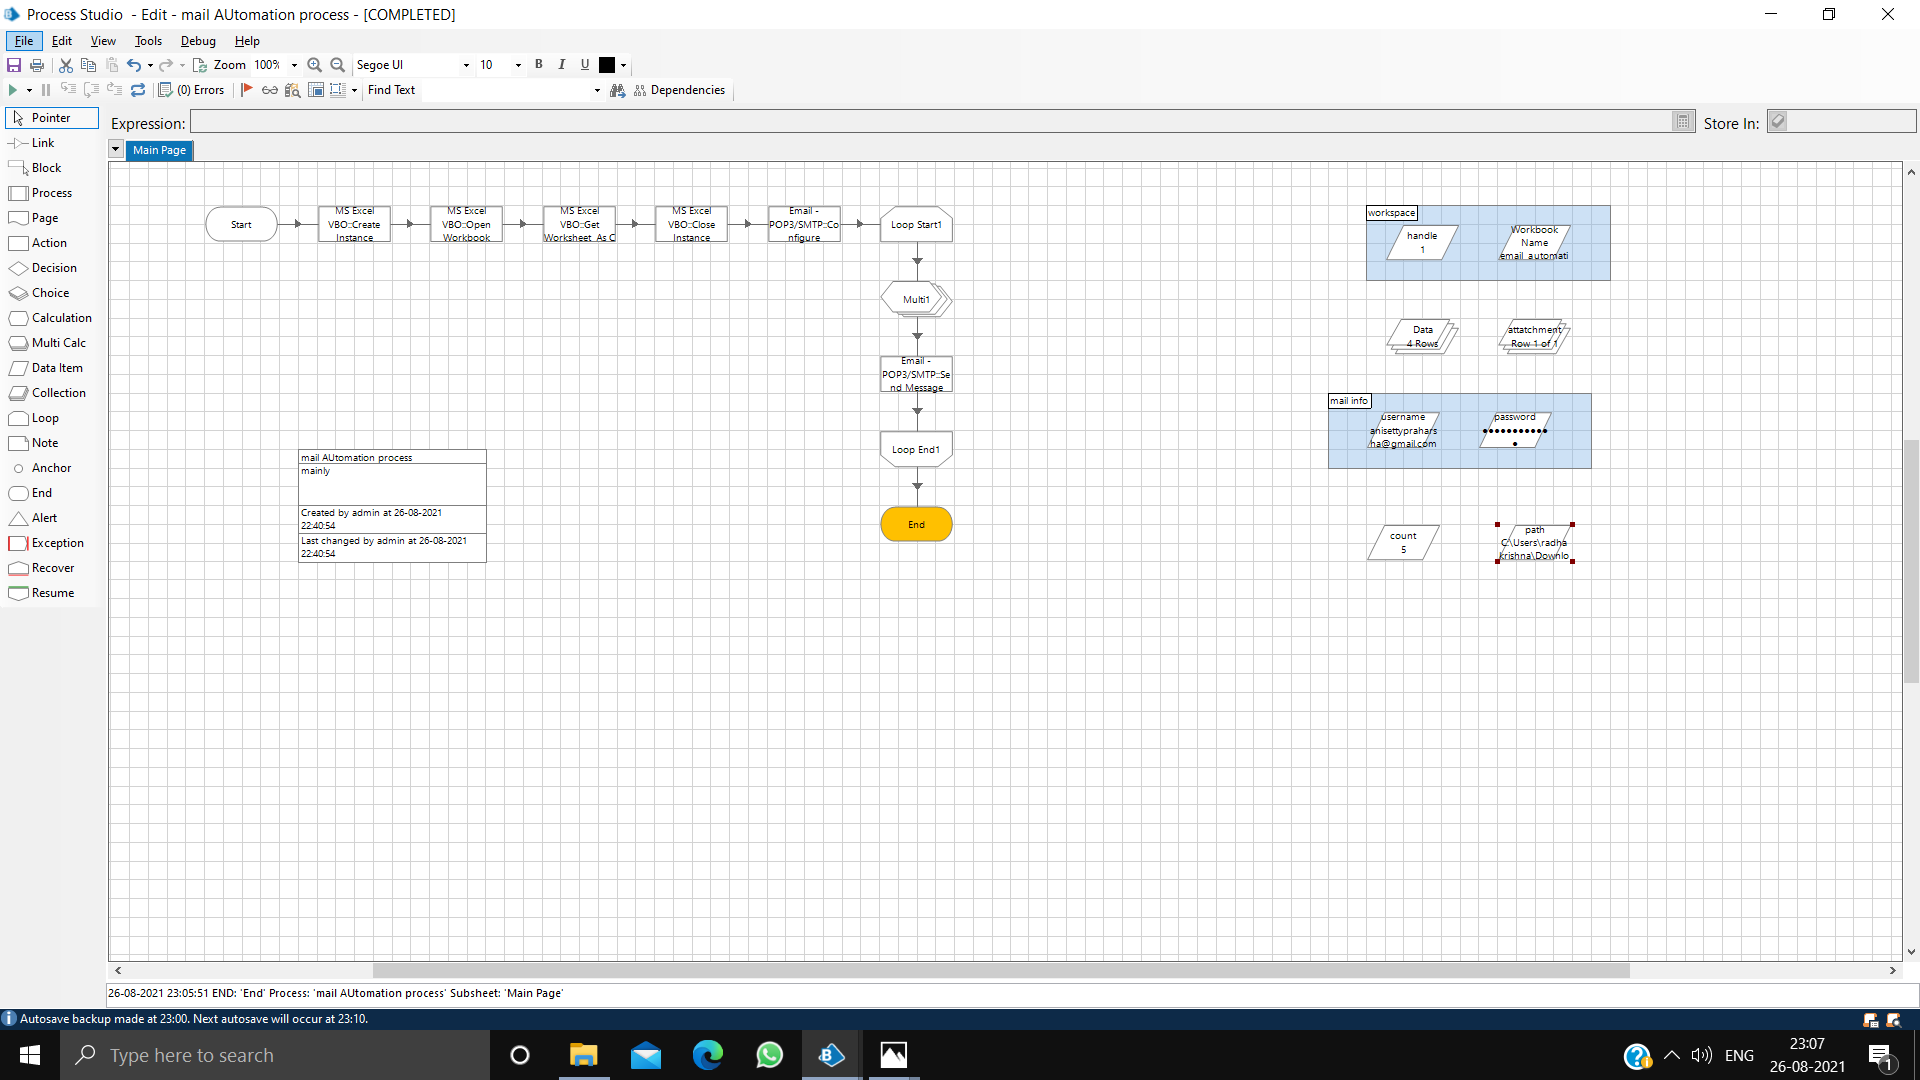 Process Studio  - Edit - mail AUtomation process - [COMPLETED]
File Edit View Tools Debug Help
Zoom 100% Segoe UI 10 B I U
(0) Errors Find Text Dependencies
Pointer
Link
Block
Process
Page
Action
Decision
Choice
Calculation
Multi Calc
Data Item
Collection
Loop
Note
Anchor
End
Alert
Exception
Recover
Resume
Expression:
Store In:
Main Page
Start
MS Excel
VBO::Create
Instance
MS Excel
VBO::Open
Workbook
MS Excel
VBO::Get
Worksheet As C
MS Excel
VBO::Close
Instance
Email -
POP3/SMTP::Co
nfigure
Loop Start1
Multi1
Email -
POP3/SMTP::Se
nd Message
Loop End1
End
mail AUtomation process
mainly
Created by admin at 26-08-2021
22:40:54
Last changed by admin at 26-08-2021
22:40:54
workspace
handle
1
Workbook
Name
email_automati
Data
4 Rows
attatchment
Row 1 of 1
mail info
username
anisettyprahars
ha@gmail.com
password
••••••••••••
count
5
path
C:\Users\radha
krishna\Downlo
26-08-2021 23:05:51 END: 'End' Process: 'mail AUtomation process' Subsheet: 'Main Page'
Autosave backup made at 23:00. Next autosave will occur at 23:10.
Type here to search
ENG
23:07
26-08-2021
1